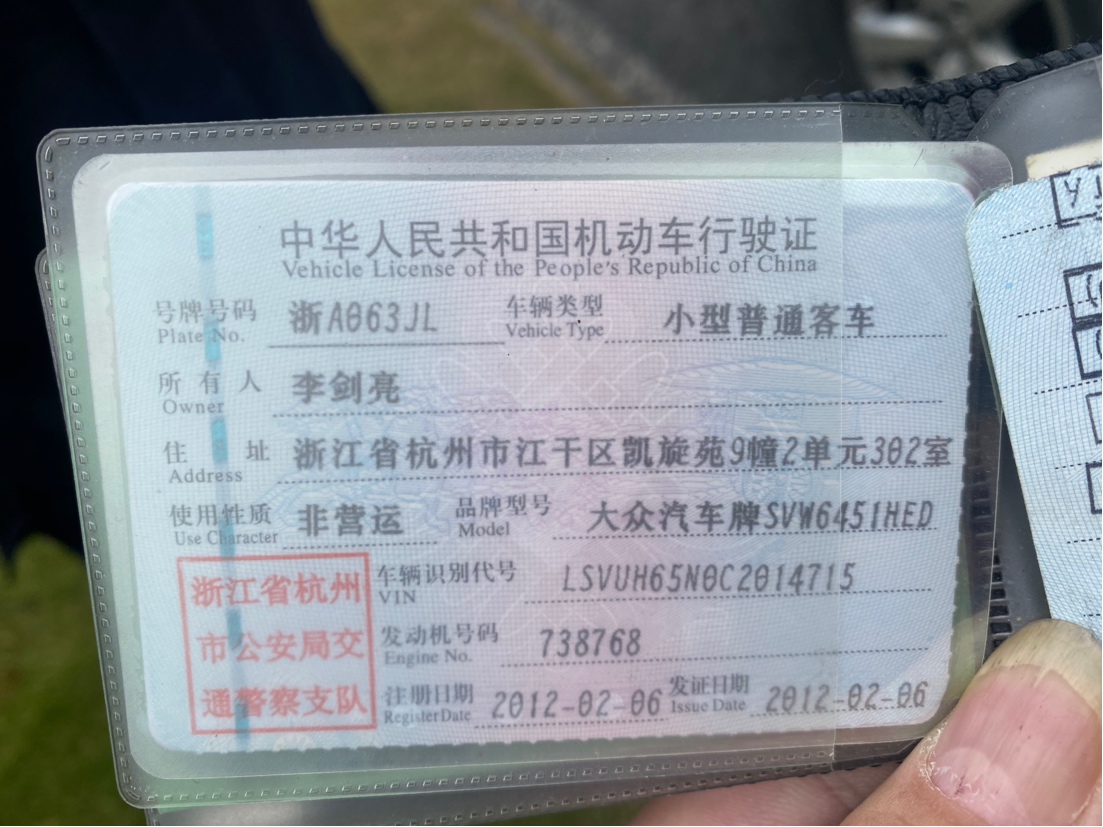 中华人民共和国机动车行驶证
Vehicle License of the People's Republic of China
号牌号码 浙A063JL 车辆类型 小型普通客车
Plate No. Vehicle Type
所有人 李剑亮
Owner
住址 浙江省杭州市江干区凯旋苑9幢2单元302室
Address
使用性质 非营运 品牌型号 大众汽车牌SVW6451HED
Use Character Model
浙江省杭州 车辆识别代号 LSVUH65N0C2014715
VIN
市公安局交 发动机号码 738768
Engine No.
通警察支队 注册日期 2012-02-06 发证日期 2012-02-06
Register Date Issue Date